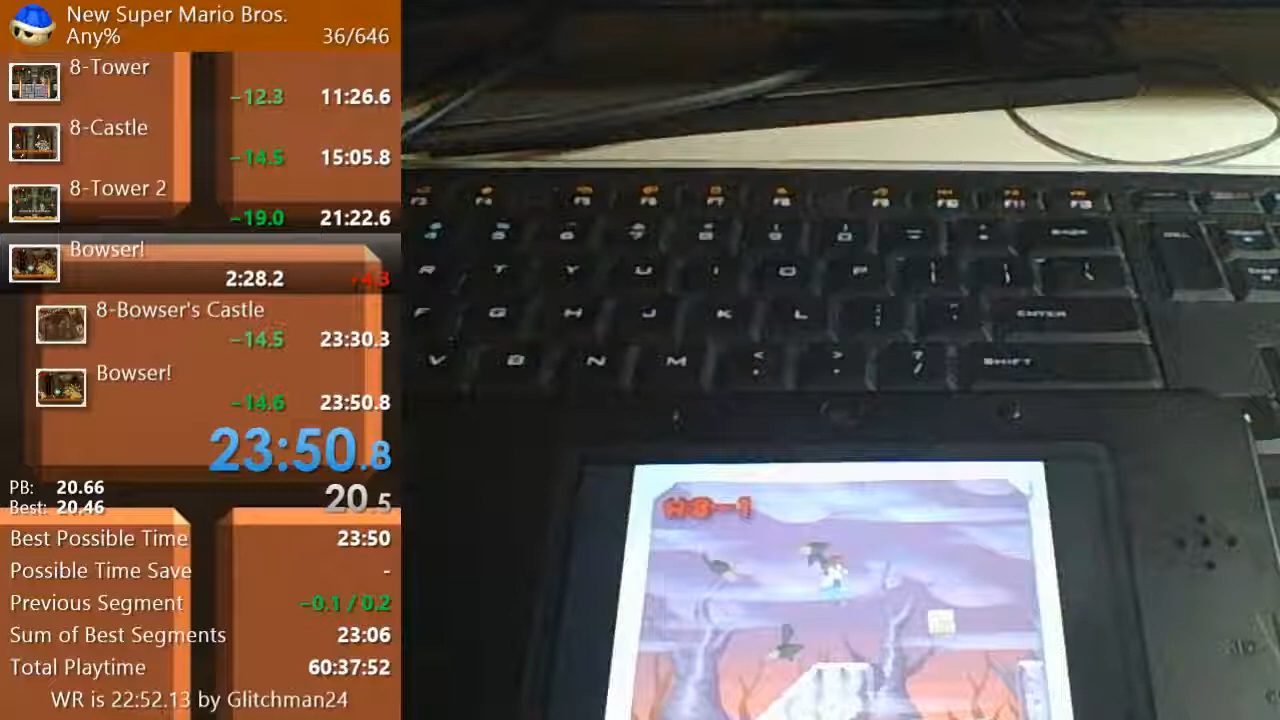 New Super Mario Bros.
Any%
36/646
8-Tower
-12.3 11:26.6
8-Castle
-14.5 15:05.8
8-Tower 2
-19.0 21:22.6
Bowser!
2:28.2 +4.3
8-Bowser's Castle
-14.5 23:30.3
Bowser!
-14.6 23:50.8
23:50.8
PB: 20.66
Best: 20.46
20.5
Best Possible Time 23:50
Possible Time Save -
Previous Segment -0.1 / 0.2
Sum of Best Segments 23:06
Total Playtime 60:37:52
WR is 22:52.13 by Glitchman24
W:8-1
R T Y U I O P
F G H J K L ENTER
V B N M SHIFT